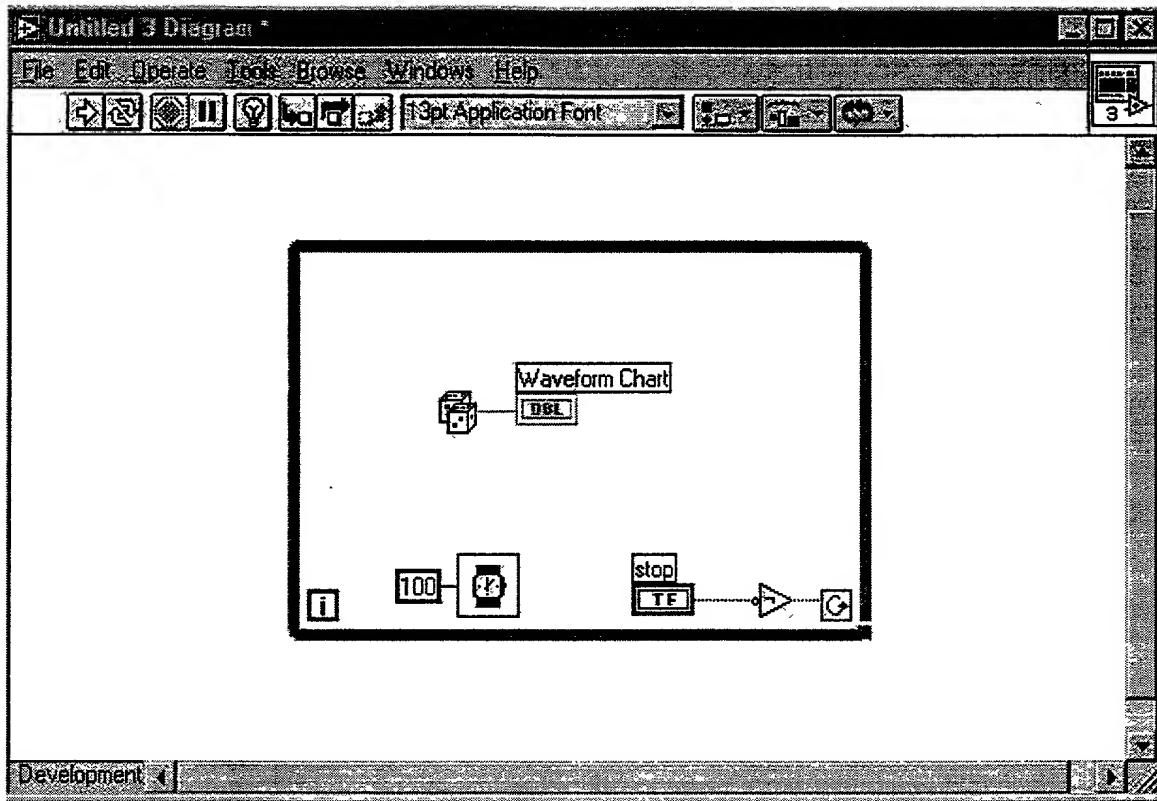 Untitled 3 Diagram *
File Edit Operate Tools Browse Windows Help
13pt Application Font
3
Waveform Chart
DBL
100
stop
TF
i
Development